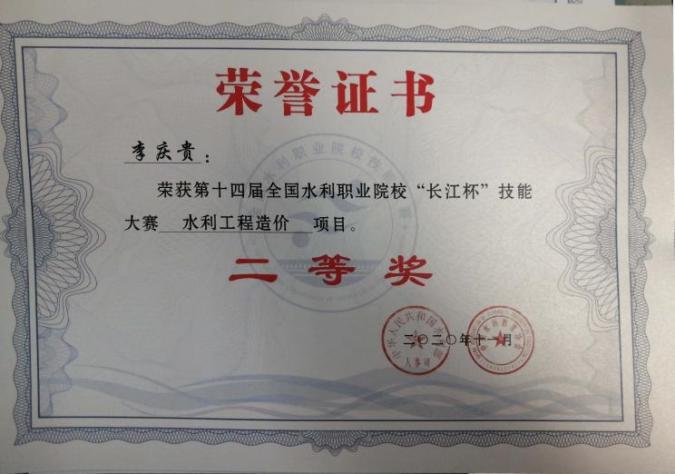 荣誉证书
李庆贵:
荣获第十四届全国水利职业院校“长江杯”技能
大赛 水利工程造价 项目。
二等奖
二〇二〇年十一月